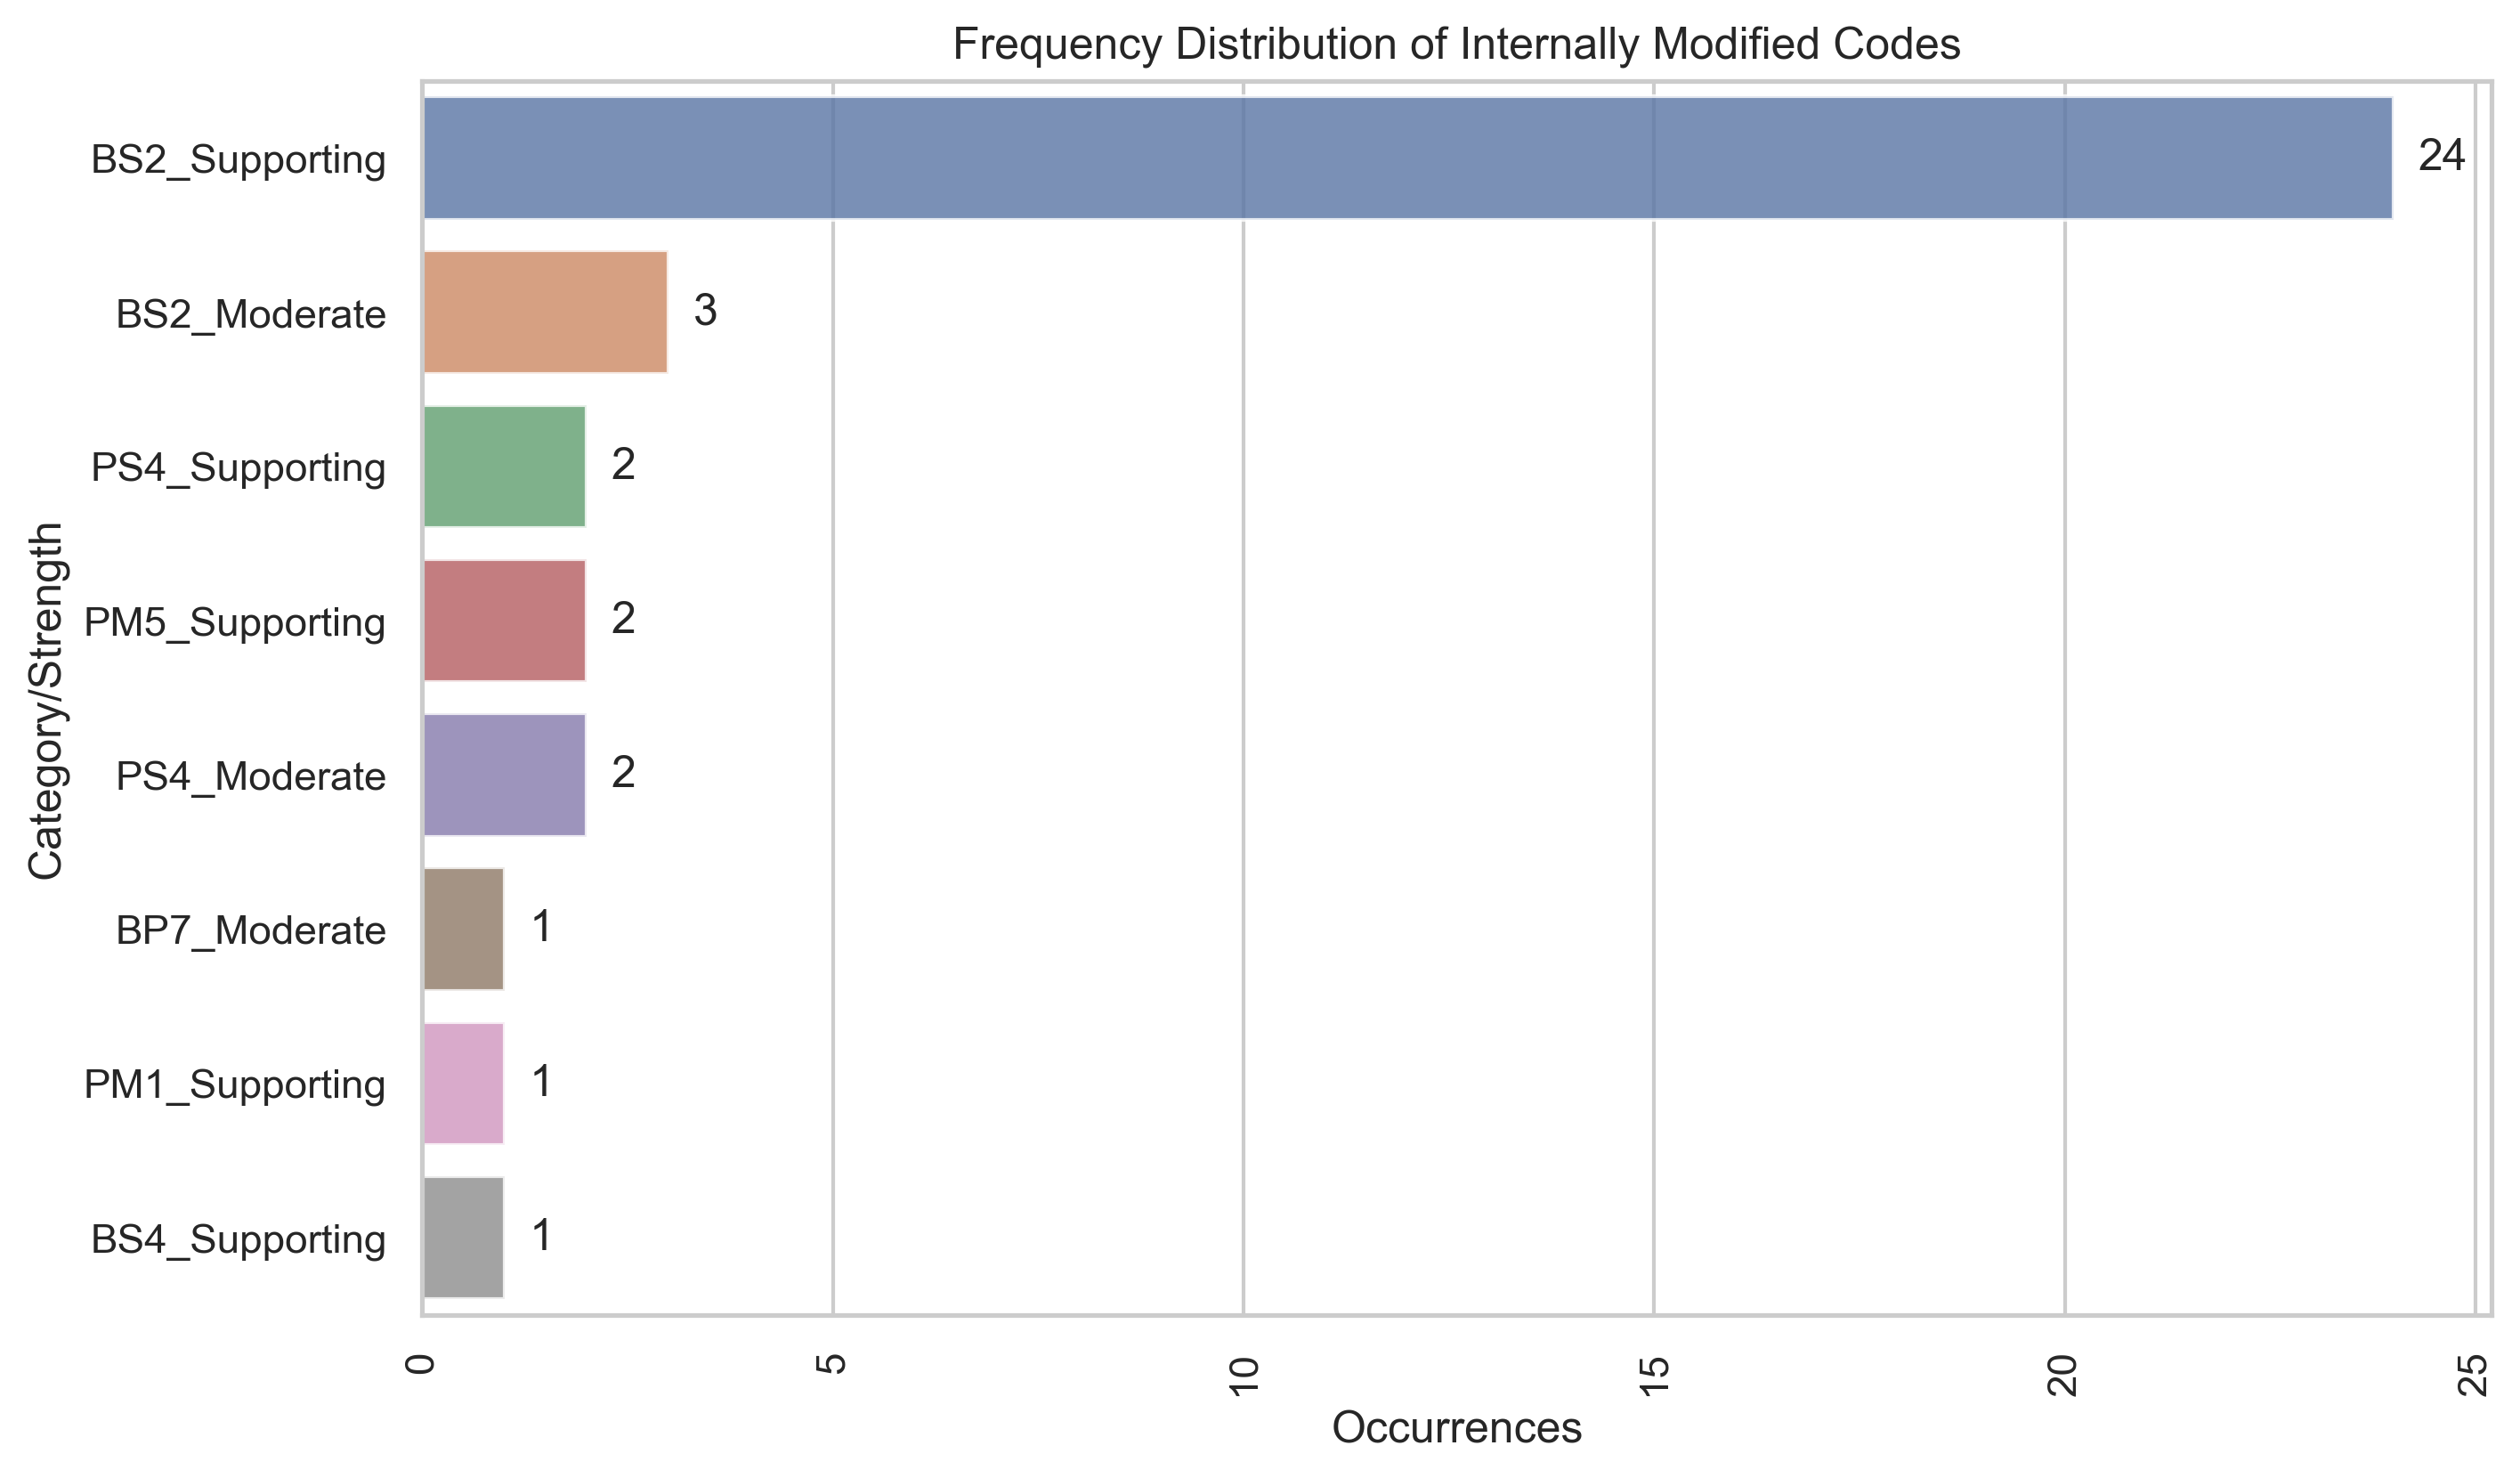 Frequency Distribution of Internally Modified Codes
BS2_Supporting
24
BS2_Moderate
3
PS4_Supporting
2
PM5_Supporting
2
PS4_Moderate
2
BP7_Moderate
1
PM1_Supporting
1
BS4_Supporting
1
Category/Strength
0
5
10
15
20
25
Occurrences